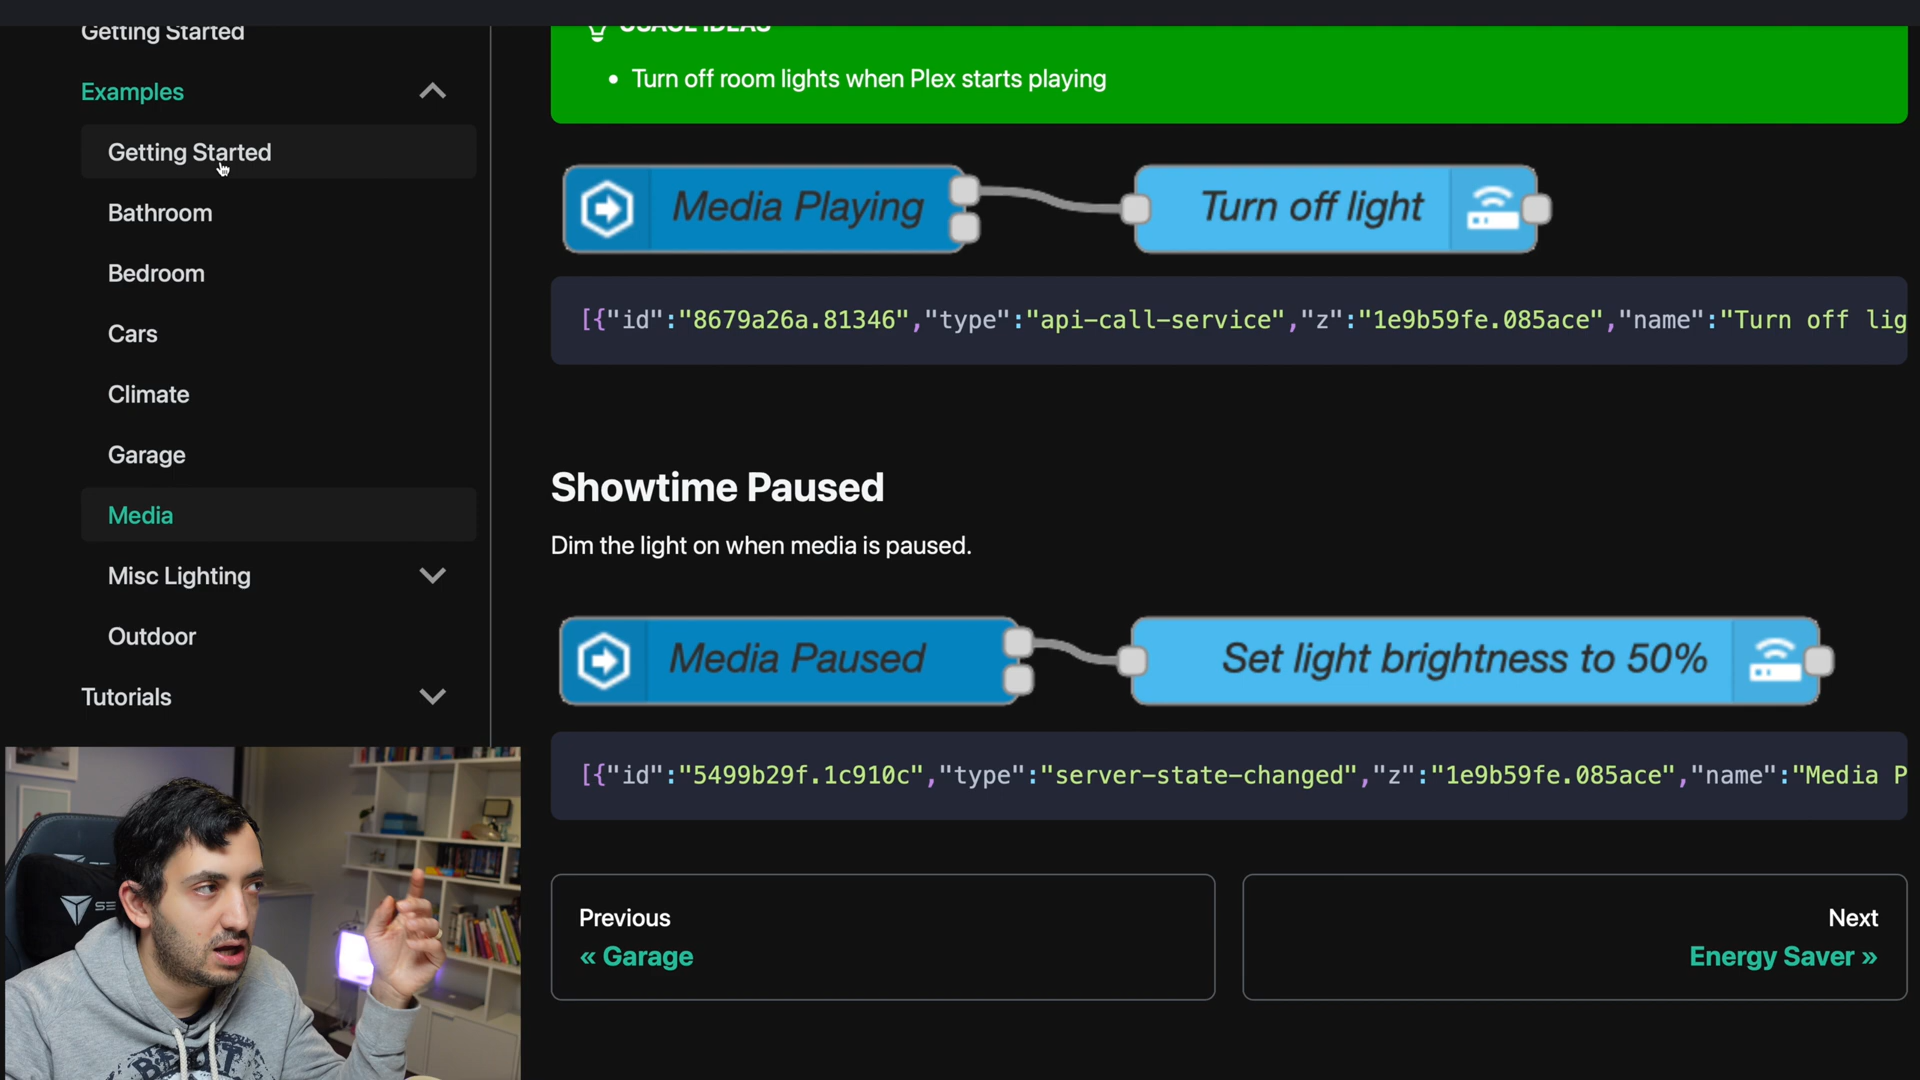 Getting Started
Examples
Getting Started
Bathroom
Bedroom
Cars
Climate
Garage
Media
Misc Lighting
Outdoor
Tutorials
USAGE IDEAS
• Turn off room lights when Plex starts playing
Media Playing
Turn off light
[{"id":"8679a26a.81346","type":"api-call-service","z":"1e9b59fe.085ace","name":"Turn off lig
Showtime Paused
Dim the light on when media is paused.
Media Paused
Set light brightness to 50%
[{"id":"5499b29f.1c910c","type":"server-state-changed","z":"1e9b59fe.085ace","name":"Media P
Previous
« Garage
Next
Energy Saver »
SE